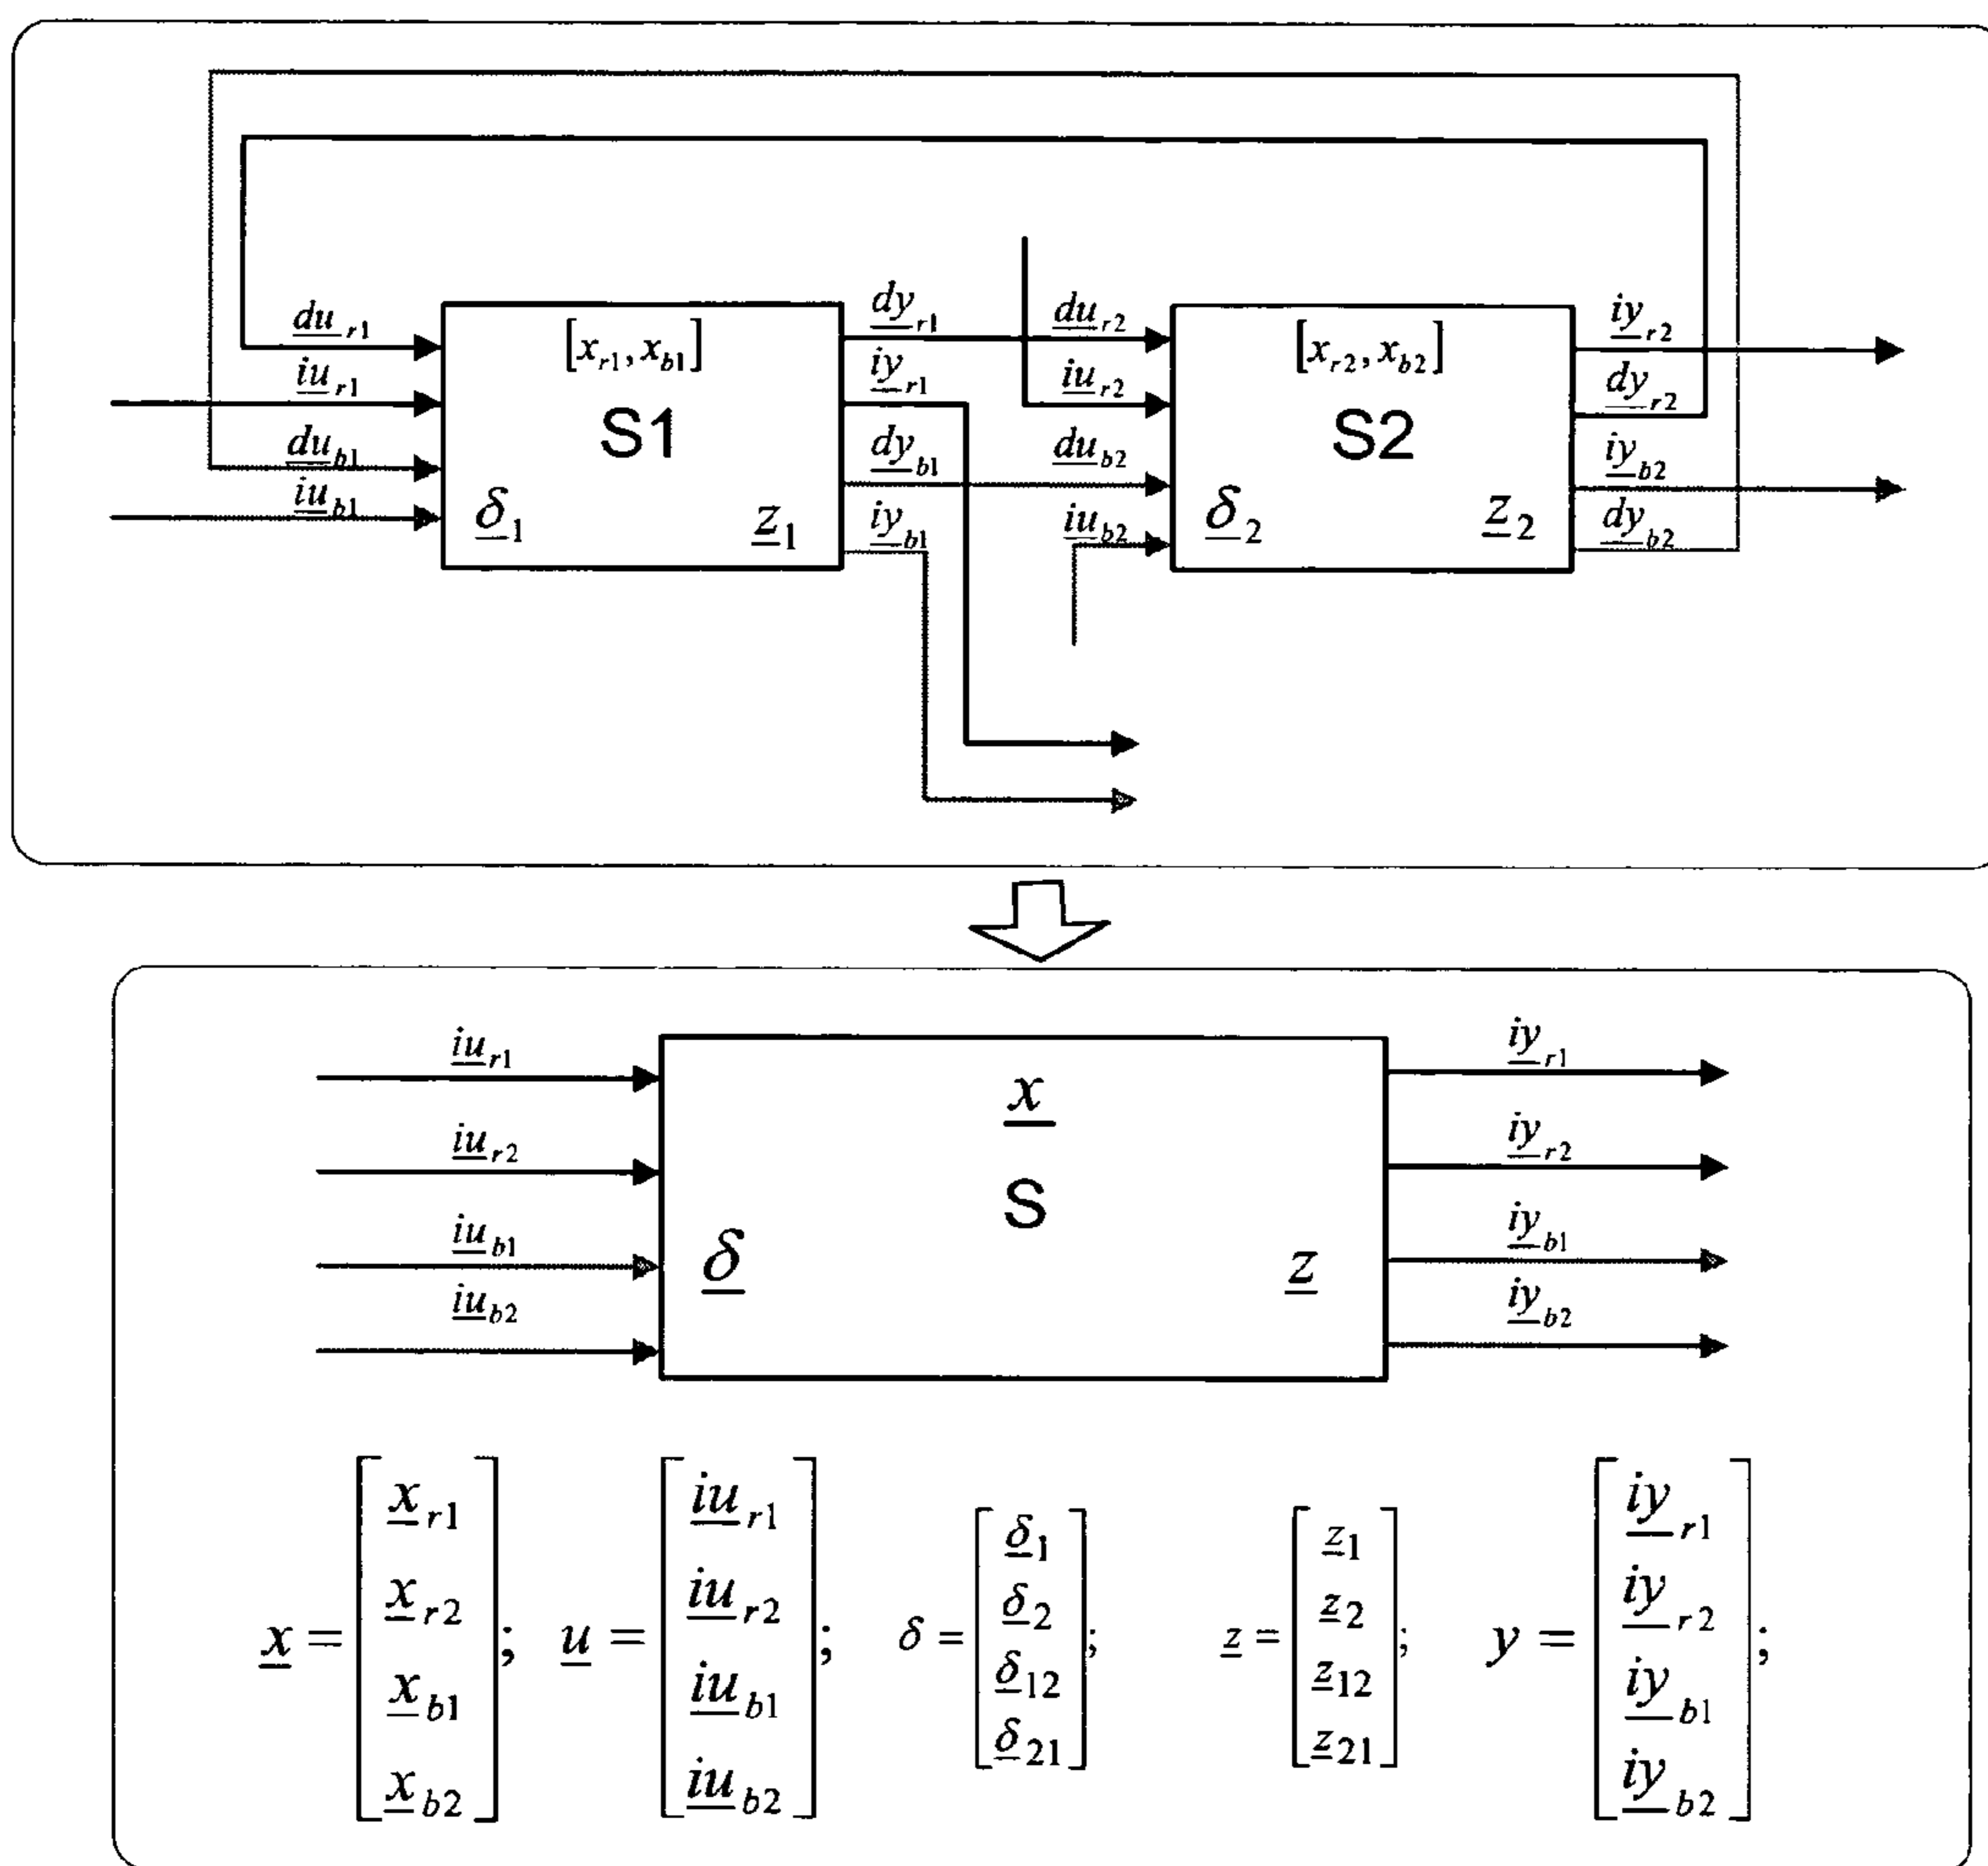 du_r1
iu_r1
du_b1
iu_b1
[x_r1, x_b1]
S1
δ_1
z_1
dy_r1
iy_r1
dy_b1
iy_b1
du_r2
iu_r2
du_b2
iu_b2
[x_r2, x_b2]
S2
δ_2
z_2
iy_r2
dy_r2
iy_b2
dy_b2
iu_r1
iu_r2
iu_b1
iu_b2
x
S
δ
z
iy_r1
iy_r2
iy_b1
iy_b2
x = [x_r1 x_r2 x_b1 x_b2]; u = [iu_r1 iu_r2 iu_b1 iu_b2]; δ = [δ_1 δ_2 δ_12 δ_21]; z = [z_1 z_2 z_12 z_21]; y = [iy_r1 iy_r2 iy_b1 iy_b2];